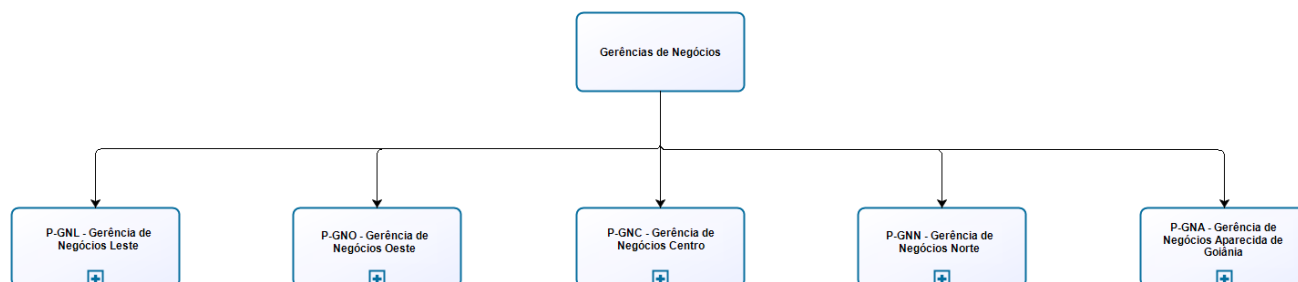 Gerências de Negócios
P-GNL - Gerência de
Negócios Leste
P-GNO - Gerência de
Negócios Oeste
P-GNC - Gerência de
Negócios Centro
P-GNN - Gerência de
Negócios Norte
P-GNA - Gerência de
Negócios Aparecida de
Goiânia